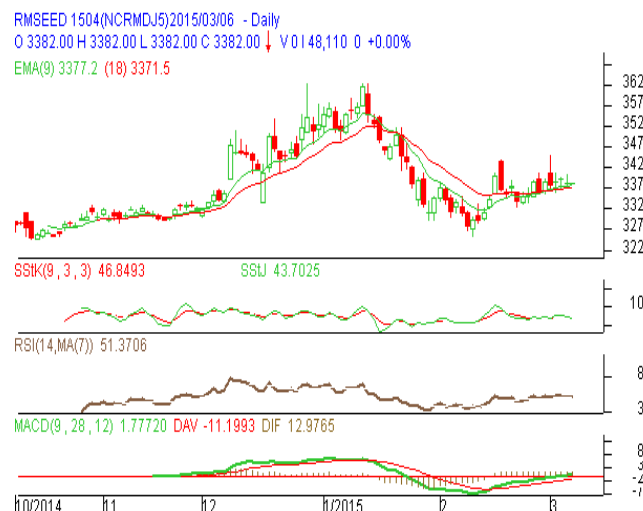 RMSEED 1504(NCRMDJ5)2015/03/06 - Daily
O 3382.00 H 3382.00 L 3382.00 C 3382.00 V 0 I 48,110 0 +0.00%
EMA(9) 3377.2 (18) 3371.5
362
357
352
347
342
337
332
327
322
SStK(9,3,3) 46.8493 SStJ 43.7025
10
RSI(14,MA(7)) 51.3706
8
3
MACD(9,28,12) 1.77720 DAV -11.1993 DIF 12.9765
8
3
-2
-7
10/2014 11 12 1/2015 2 3